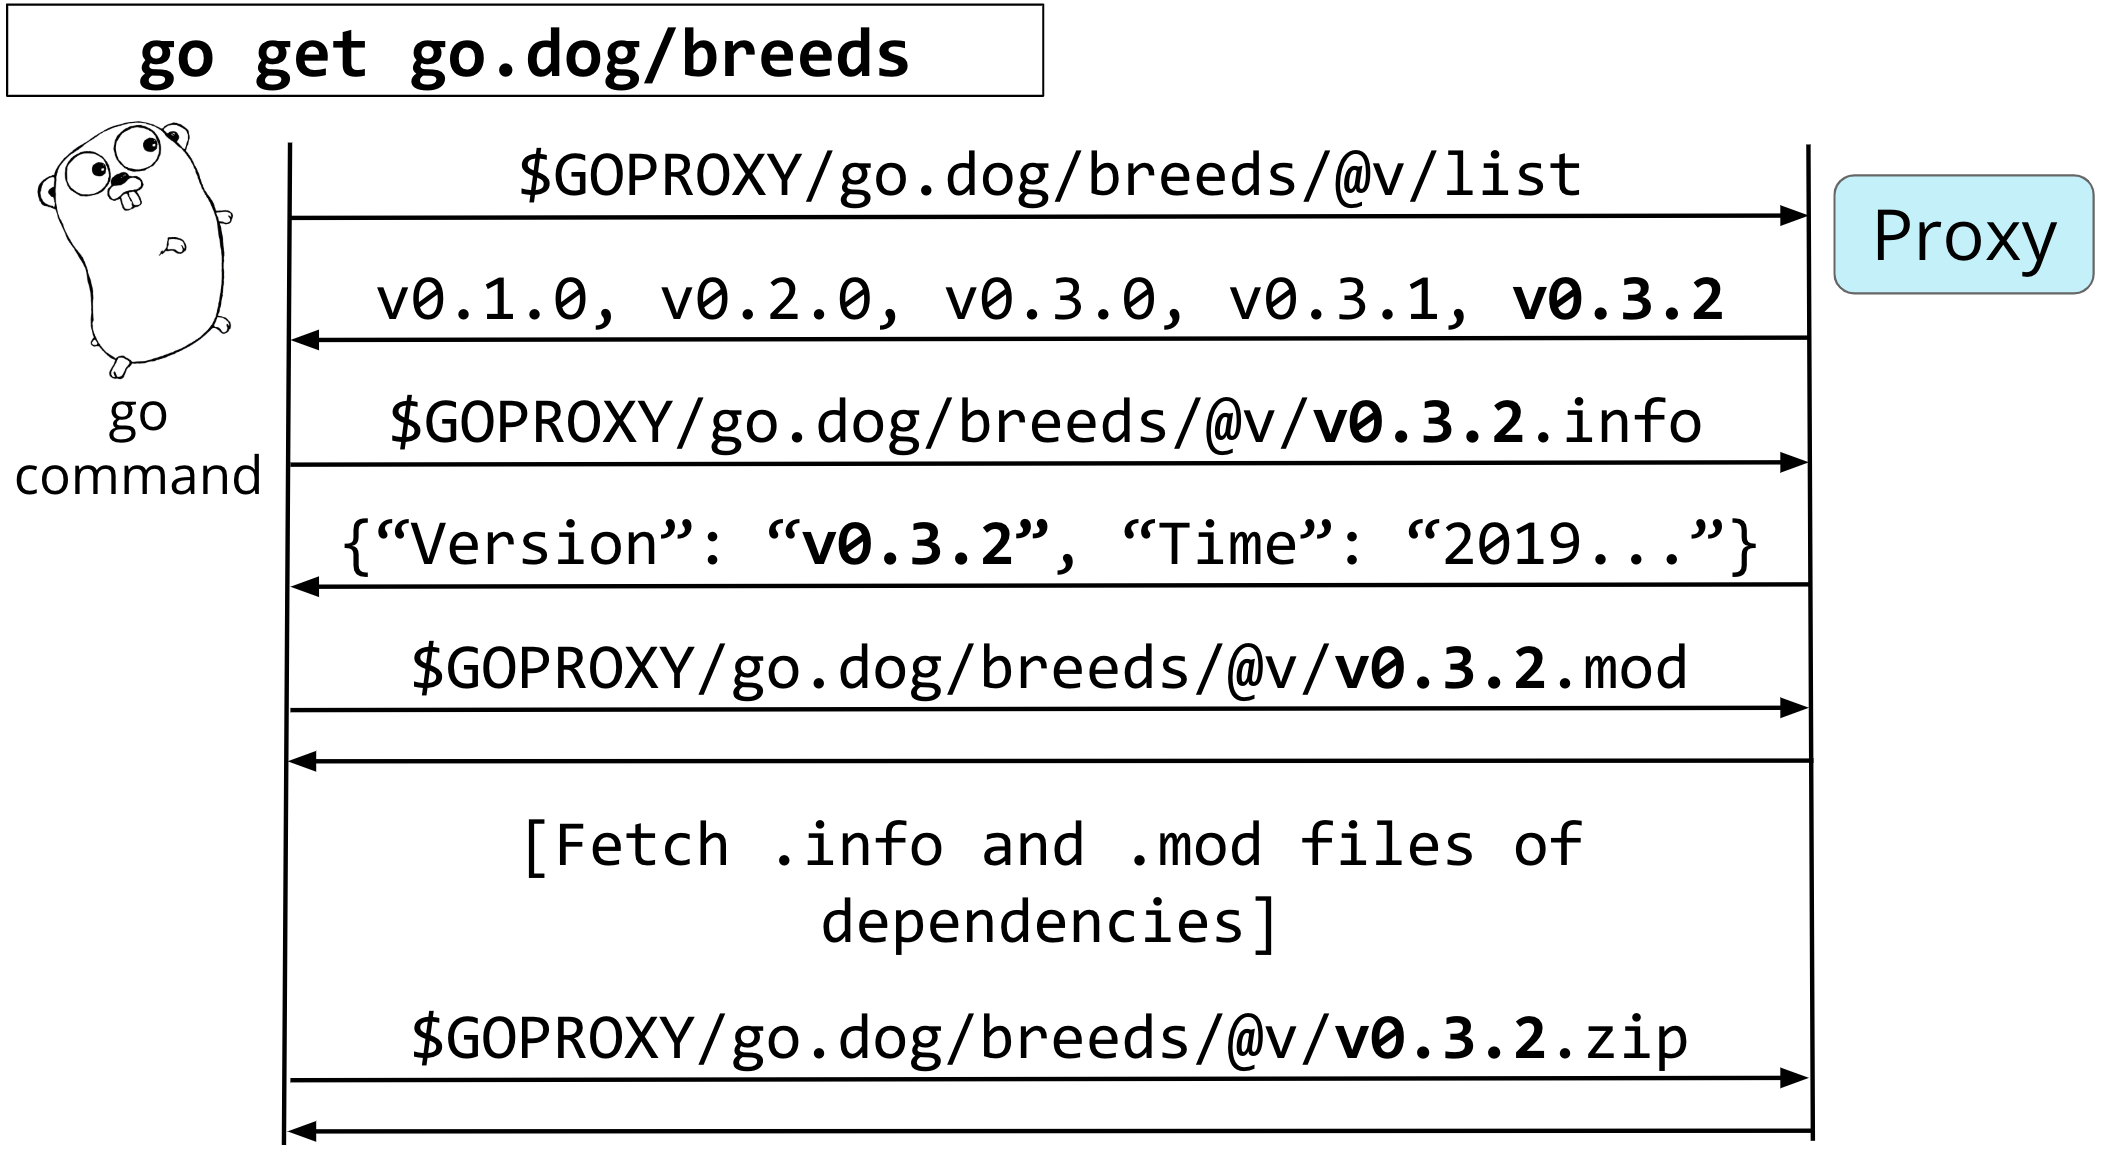 go get go.dog/breeds
$GOPROXY/go.dog/breeds/@v/list
Proxy
v0.1.0, v0.2.0, v0.3.0, v0.3.1, v0.3.2
go
command
$GOPROXY/go.dog/breeds/@v/v0.3.2.info
{“Version”: “v0.3.2”, “Time”: “2019...”}
$GOPROXY/go.dog/breeds/@v/v0.3.2.mod
[Fetch .info and .mod files of
dependencies]
$GOPROXY/go.dog/breeds/@v/v0.3.2.zip